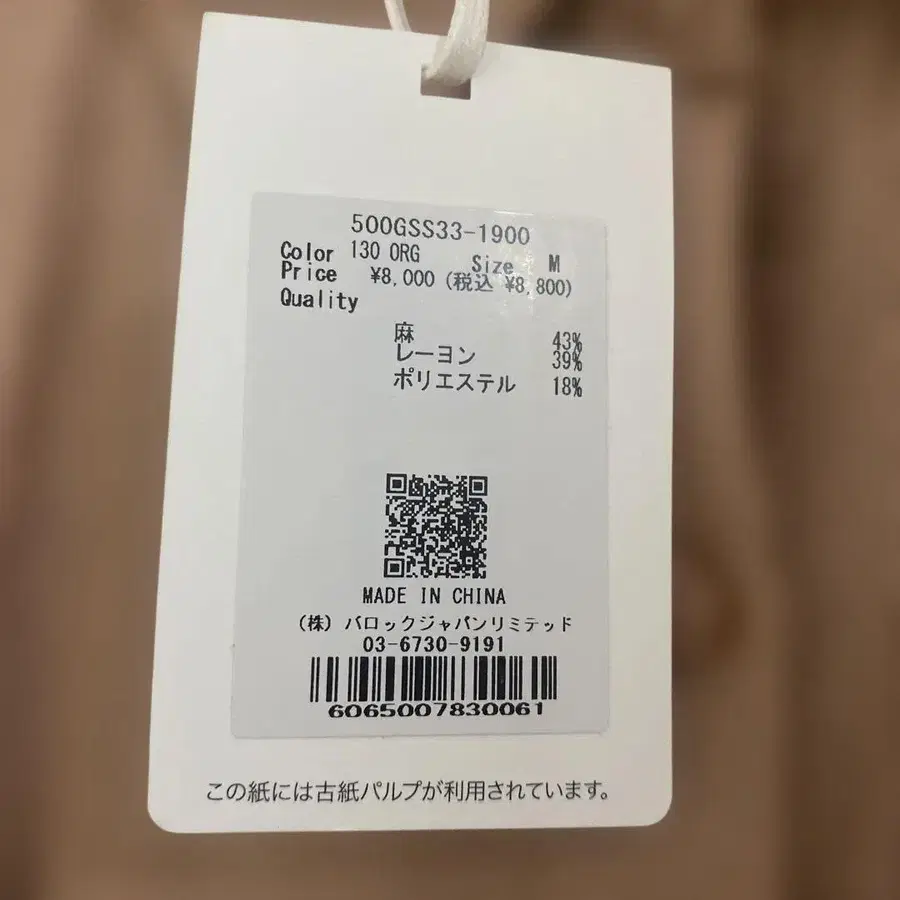 500GSS33-1900
Color 130 ORG Size M
Price ¥8,000 (税込 ¥8,800)
Quality
麻 43%
レーヨン 39%
ポリエステル 18%
MADE IN CHINA
(株) バロックジャパンリミテッド
03-6730-9191
6065007830061
この紙には古紙パルプが利用されています。